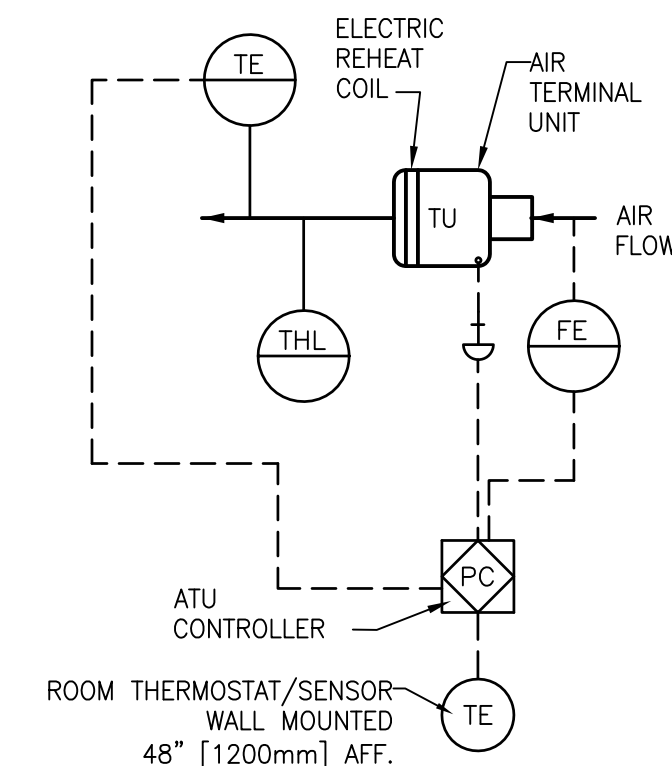 ELECTRIC
REHEAT
COIL
TE
AIR
TERMINAL
UNIT
TU
AIR
FLOW
THL
FE
PC
ATU
CONTROLLER
ROOM THERMOSTAT/SENSOR
WALL MOUNTED
48" [1200mm] AFF.
TE